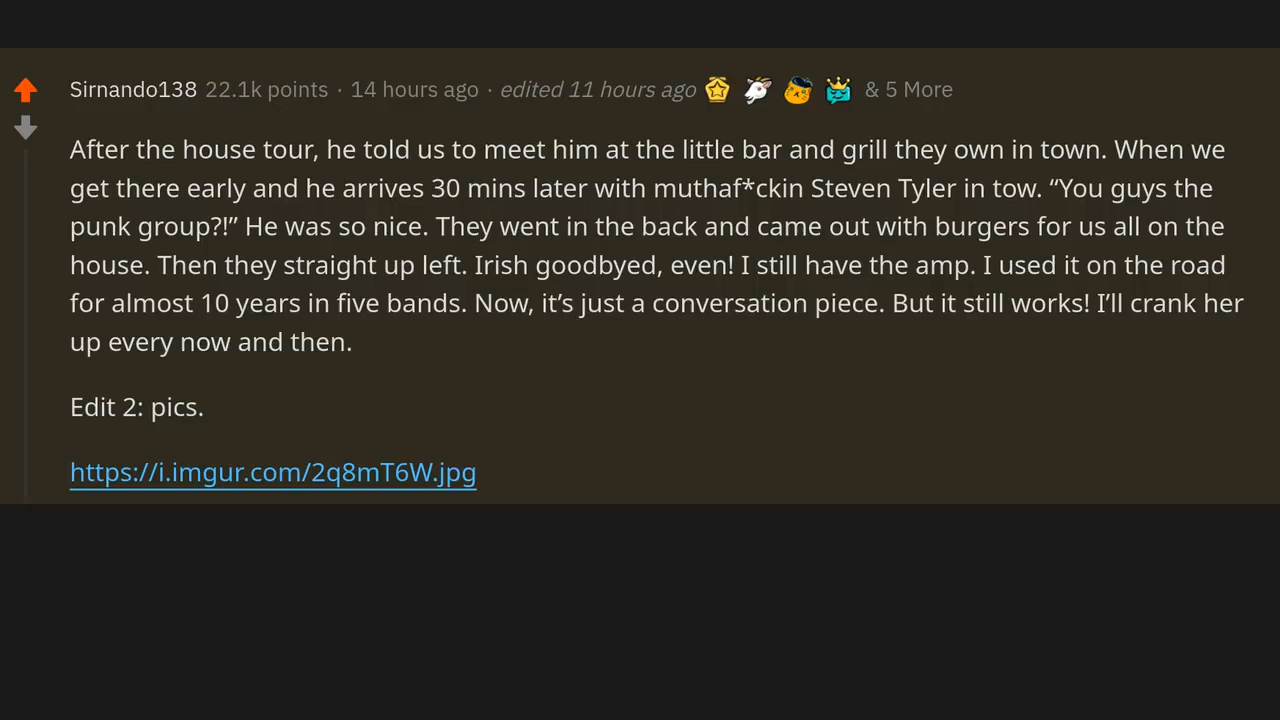 Sirnando138 22.1k points · 14 hours ago · edited 11 hours ago & 5 More
After the house tour, he told us to meet him at the little bar and grill they own in town. When we
get there early and he arrives 30 mins later with muthaf*ckin Steven Tyler in tow. “You guys the
punk group?!” He was so nice. They went in the back and came out with burgers for us all on the
house. Then they straight up left. Irish goodbyed, even! I still have the amp. I used it on the road
for almost 10 years in five bands. Now, it’s just a conversation piece. But it still works! I’ll crank her
up every now and then.
Edit 2: pics.
https://i.imgur.com/2q8mT6W.jpg